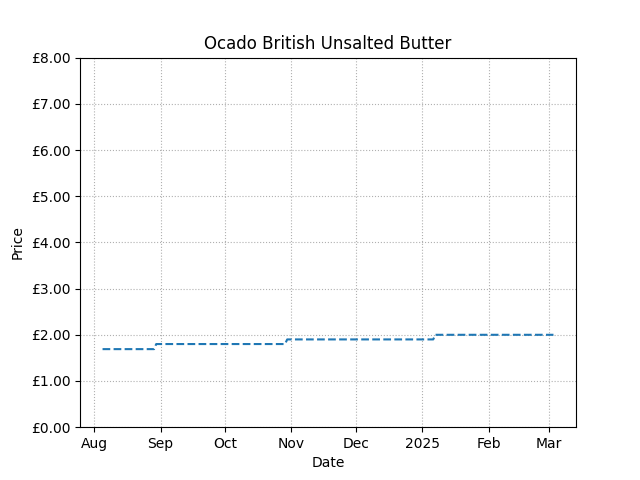 Ocado British Unsalted Butter
£8.00
£7.00
£6.00
£5.00
£4.00
£3.00
£2.00
£1.00
£0.00
Price
Aug Sep Oct Nov Dec 2025 Feb Mar
Date